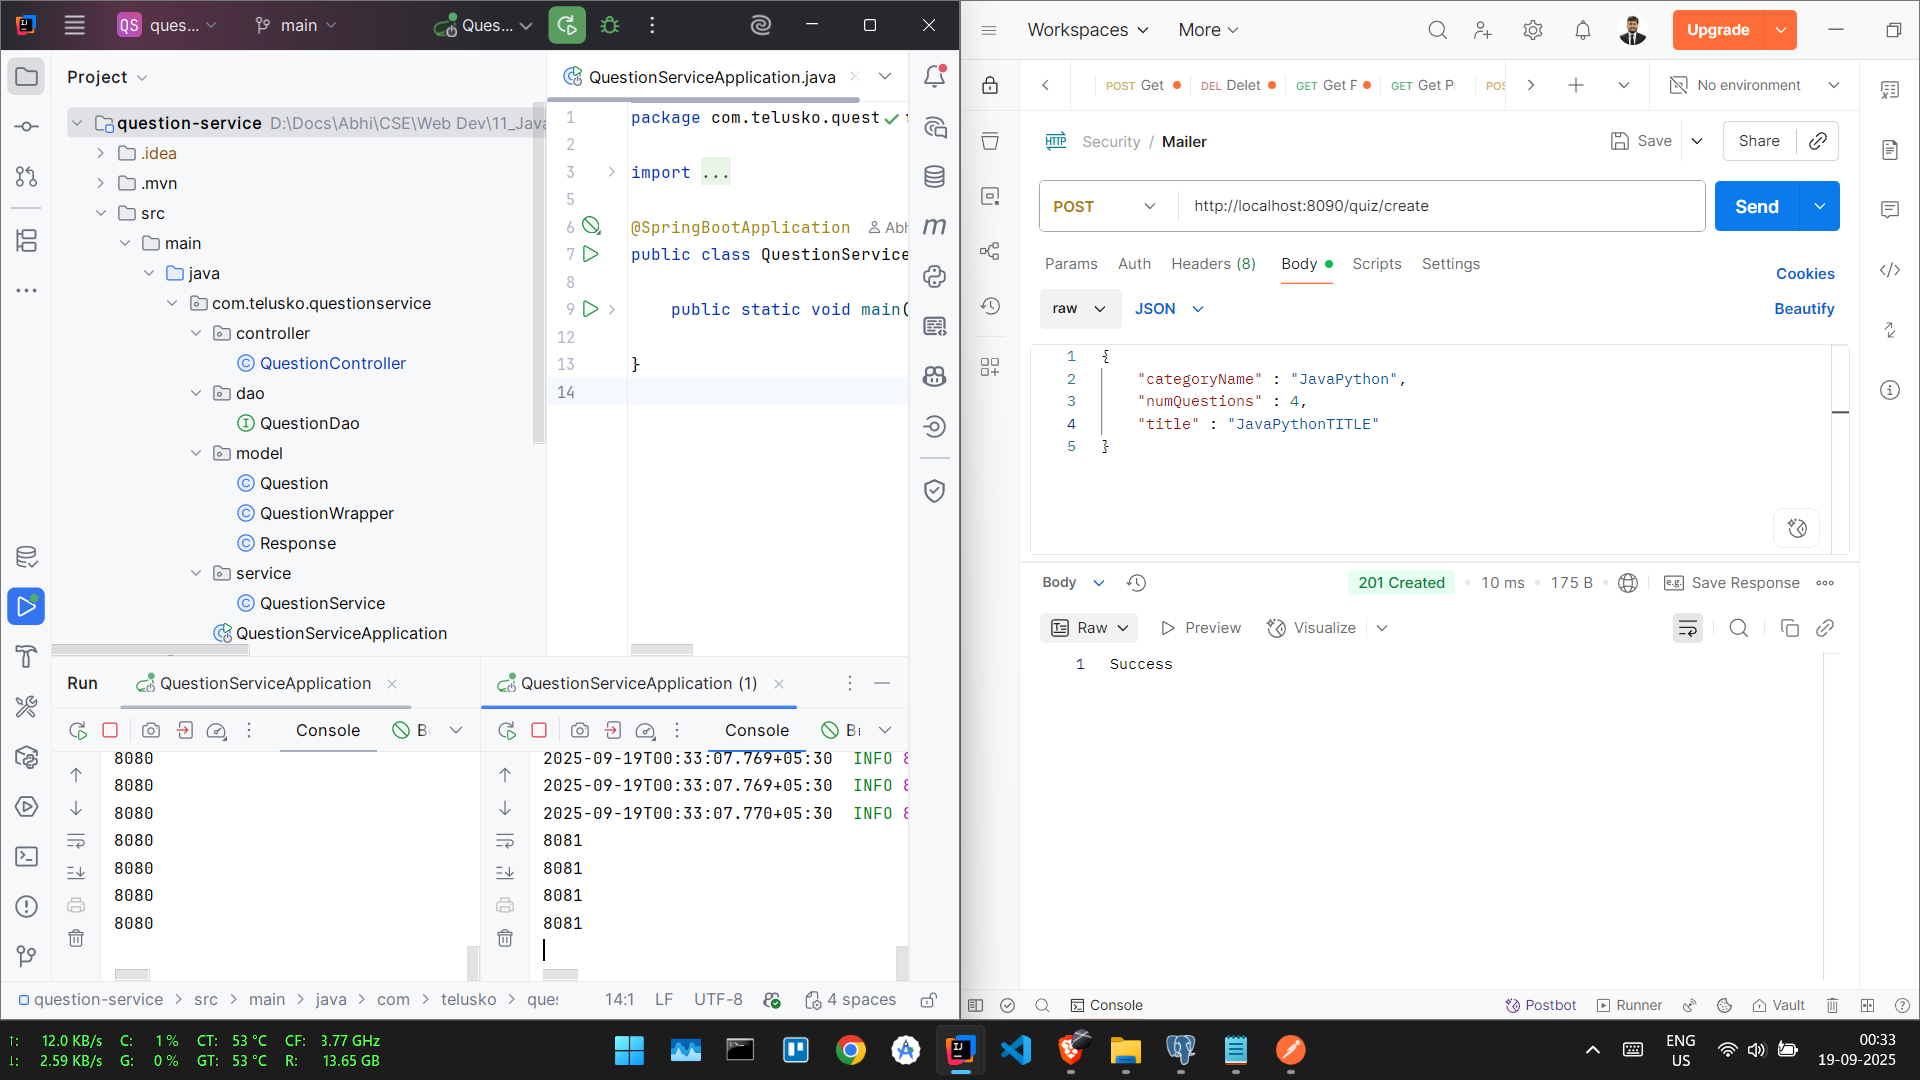 QS ques... main Ques...
Project
question-service D:\Docs\Abhi\CSE\Web Dev\11_Java
.idea
.mvn
src
main
java
com.telusko.questionservice
controller
QuestionController
dao
QuestionDao
model
Question
QuestionWrapper
Response
service
QuestionService
QuestionServiceApplication
QuestionServiceApplication.java
1 package com.telusko.quest
2
3 import ...
5
6 @SpringBootApplication Abh
7 public class QuestionService
8
9 public static void main(
12
13 }
14
Run QuestionServiceApplication QuestionServiceApplication (1)
Console
8080
8080
8080
8080
8080
8080
8080
Console
2025-09-19T00:33:07.769+05:30 INFO
2025-09-19T00:33:07.769+05:30 INFO
2025-09-19T00:33:07.770+05:30 INFO
8081
8081
8081
8081
question-service > src > main > java > com > telusko > ques 14:1 LF UTF-8 4 spaces
Workspaces More Upgrade
POST Get DEL Delet GET Get F GET Get P POS No environment
HTTP Security / Mailer Save Share
POST http://localhost:8090/quiz/create Send
Params Auth Headers (8) Body Scripts Settings Cookies
raw JSON Beautify
1 {
2 "categoryName" : "JavaPython",
3 "numQuestions" : 4,
4 "title" : "JavaPythonTITLE"
5 }
Body 201 Created 10 ms 175 B e.g. Save Response
Raw Preview Visualize
1 Success
Console Postbot Runner Vault
12.0 KB/s C: 1 % CT: 53 °C CF: 3.77 GHz
2.59 KB/s G: 0 % GT: 53 °C R: 13.65 GB
ENG
US
00:33
19-09-2025